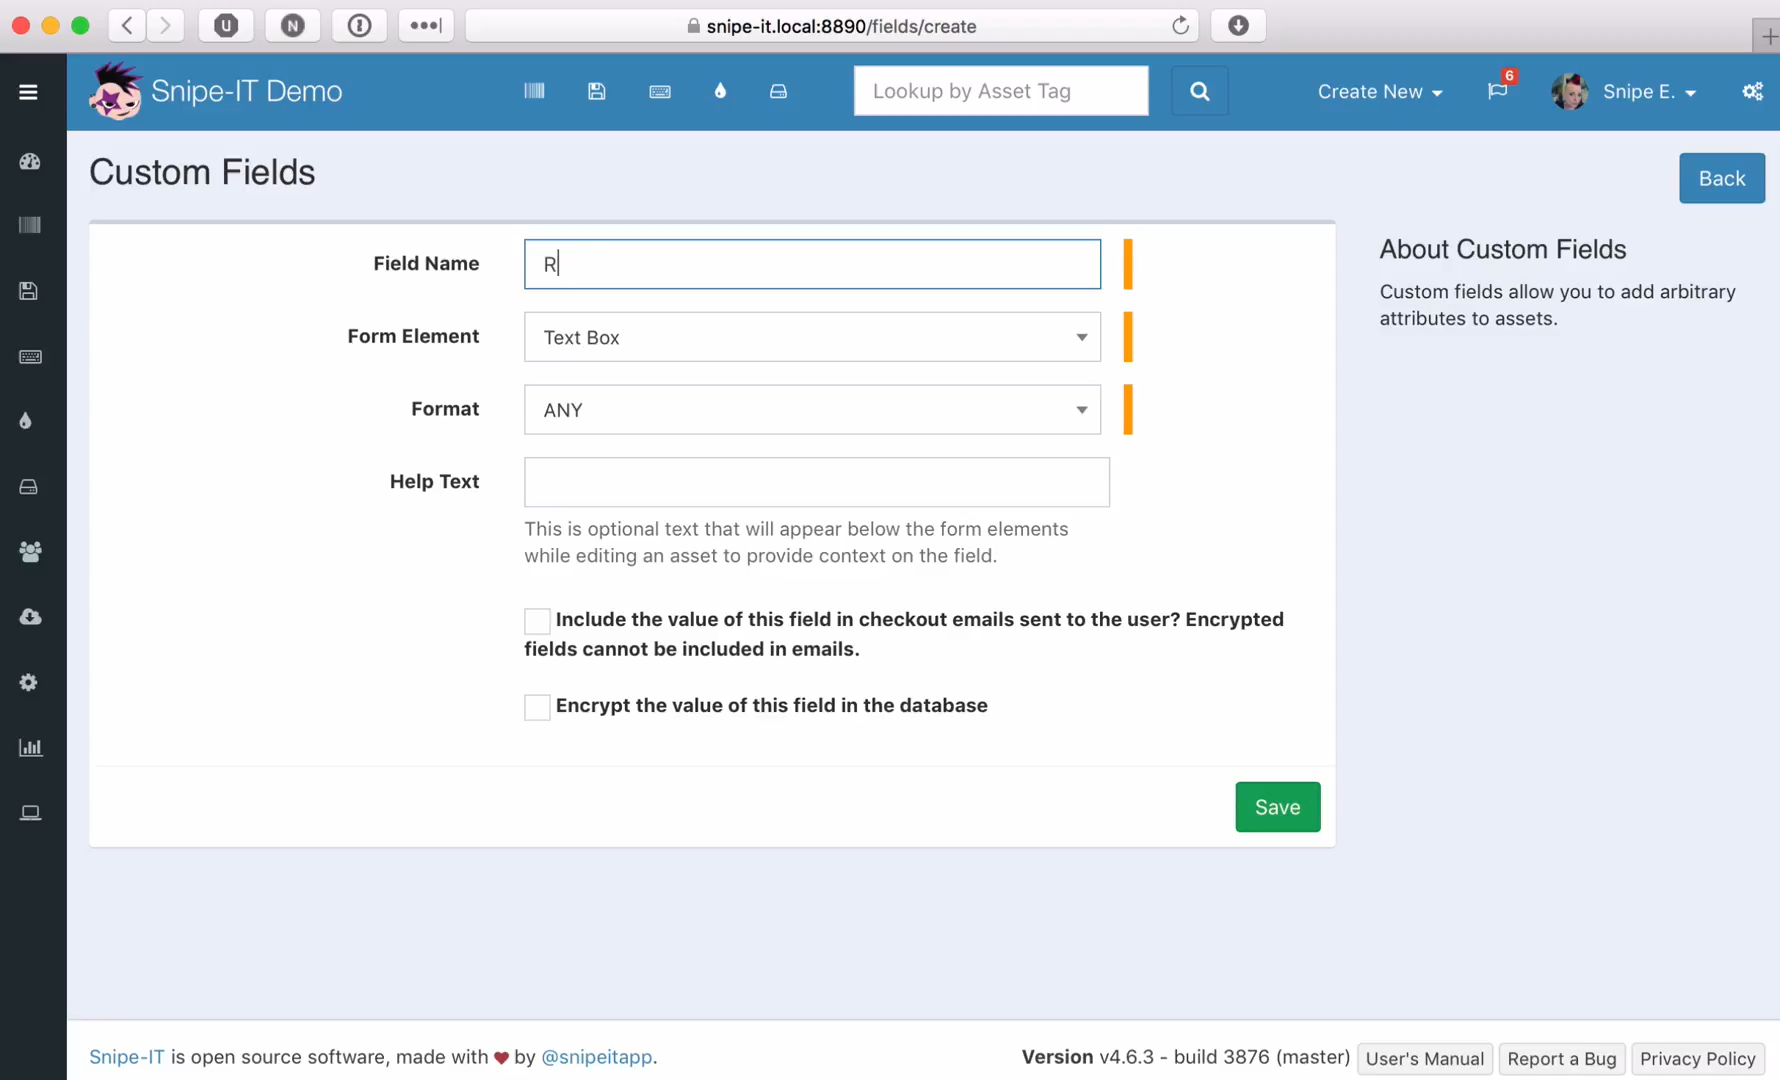 U
N
snipe-it.local:8890/fields/create
Snipe-IT Demo
Lookup by Asset Tag
Create New
6
Snipe E.
Custom Fields
Back
Field Name
R
Form Element
Text Box
Format
ANY
Help Text
This is optional text that will appear below the form elements
while editing an asset to provide context on the field.
Include the value of this field in checkout emails sent to the user? Encrypted
fields cannot be included in emails.
Encrypt the value of this field in the database
Save
About Custom Fields
Custom fields allow you to add arbitrary
attributes to assets.
Snipe-IT is open source software, made with ❤ by @snipeitapp.
Version v4.6.3 - build 3876 (master)
User's Manual
Report a Bug
Privacy Policy